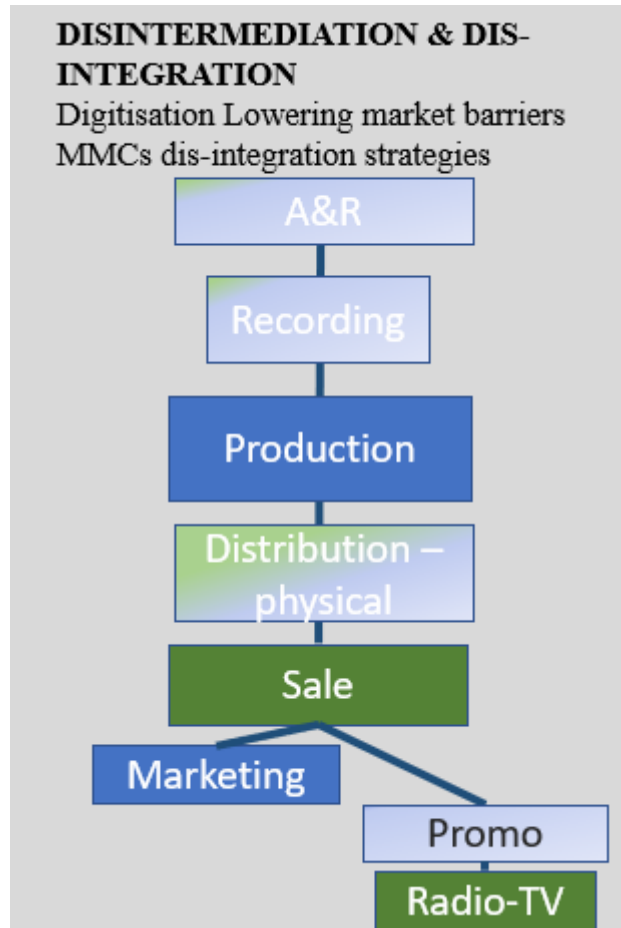 DISINTERMEDIATION & DIS-
INTEGRATION
Digitisation Lowering market barriers
MMCs dis-integration strategies
A&R
Recording
Production
Distribution –
physical
Sale
Marketing
Promo
Radio-TV